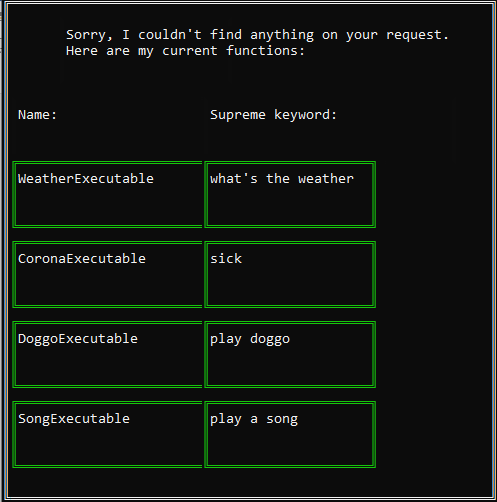 Sorry, I couldn't find anything on your request.
Here are my current functions:
Name: Supreme keyword:
WeatherExecutable what's the weather
CoronaExecutable sick
DoggoExecutable play doggo
SongExecutable play a song